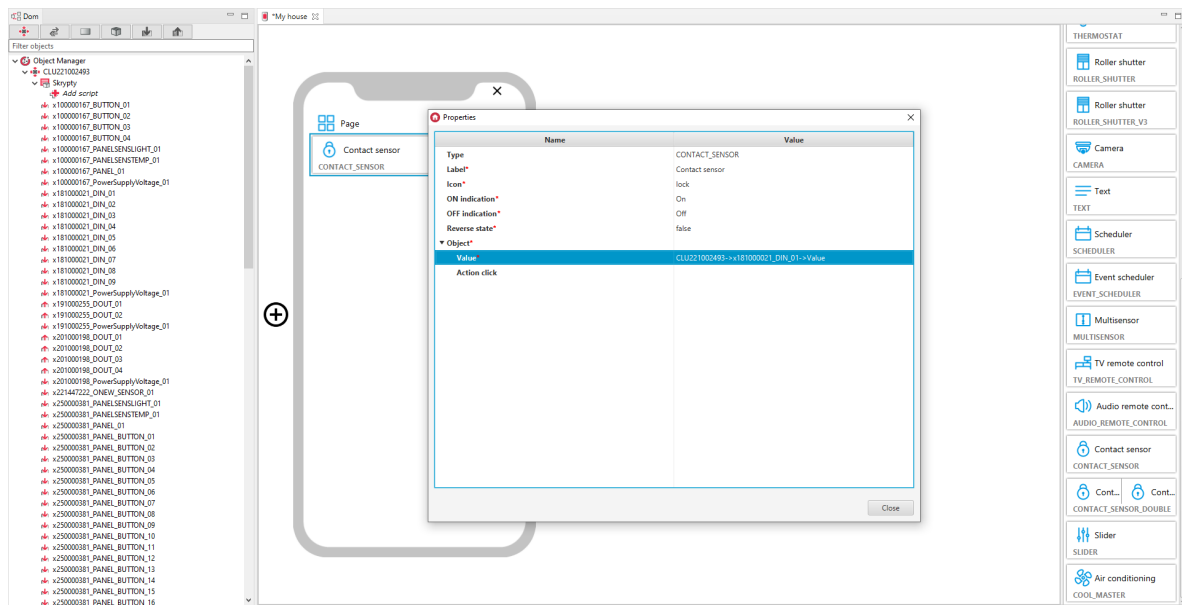 Dom
*My house
Filter objects
Object Manager
CLU221002493
Skrypty
Add script
x100000167_BUTTON_01
x100000167_BUTTON_02
x100000167_BUTTON_03
x100000167_BUTTON_04
x100000167_PANELSENSLIGHT_01
x100000167_PANELSENSTEMP_01
x100000167_PANEL_01
x100000167_PowerSupplyVoltage_01
x181000021_DIN_01
x181000021_DIN_02
x181000021_DIN_03
x181000021_DIN_04
x181000021_DIN_05
x181000021_DIN_06
x181000021_DIN_07
x181000021_DIN_08
x181000021_DIN_09
x181000021_PowerSupplyVoltage_01
x191000255_DOUT_01
x191000255_DOUT_02
x191000255_PowerSupplyVoltage_01
x201000198_DOUT_01
x201000198_DOUT_02
x201000198_DOUT_03
x201000198_DOUT_04
x201000198_PowerSupplyVoltage_01
x221447222_ONEW_SENSOR_01
x250000381_PANELSENSLIGHT_01
x250000381_PANELSENSTEMP_01
x250000381_PANEL_01
x250000381_PANEL_BUTTON_01
x250000381_PANEL_BUTTON_02
x250000381_PANEL_BUTTON_03
x250000381_PANEL_BUTTON_04
x250000381_PANEL_BUTTON_05
x250000381_PANEL_BUTTON_06
x250000381_PANEL_BUTTON_07
x250000381_PANEL_BUTTON_08
x250000381_PANEL_BUTTON_09
x250000381_PANEL_BUTTON_10
x250000381_PANEL_BUTTON_11
x250000381_PANEL_BUTTON_12
x250000381_PANEL_BUTTON_13
x250000381_PANEL_BUTTON_14
x250000381_PANEL_BUTTON_15
x250000381_PANEL_BUTTON_16
Page
Contact sensor
CONTACT_SENSOR
Properties
Name Value
Type CONTACT_SENSOR
Label* Contact sensor
Icon* lock
ON indication* On
OFF indication* Off
Reverse state* false
Object*
Value* CLU221002493->x181000021_DIN_01->Value
Action click
Close
THERMOSTAT
Roller shutter
ROLLER_SHUTTER
Roller shutter
ROLLER_SHUTTER_V3
Camera
CAMERA
Text
TEXT
Scheduler
SCHEDULER
Event scheduler
EVENT_SCHEDULER
Multisensor
MULTISENSOR
TV remote control
TV_REMOTE_CONTROL
Audio remote cont...
AUDIO_REMOTE_CONTROL
Contact sensor
CONTACT_SENSOR
Cont... Cont...
CONTACT_SENSOR_DOUBLE
Slider
SLIDER
Air conditioning
COOL_MASTER